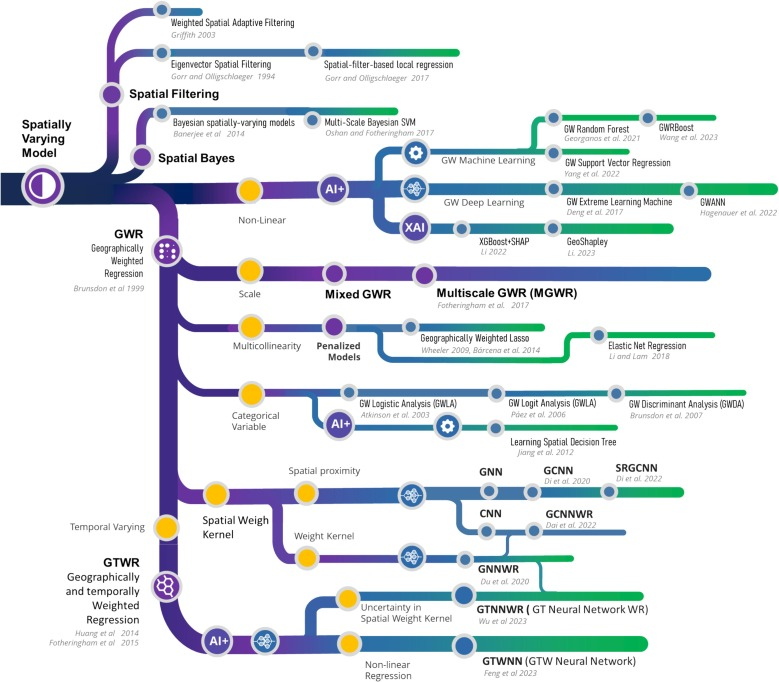 Weighted Spatial Adaptive Filtering
Griffith 2003
Eigenvector Spatial Filtering
Gorr and Olligschlaeger 1994
Spatial-filter-based local regression
Gorr and Olligschlaeger 2017
Spatial Filtering
Bayesian spatially-varying models
Banerjee et al 2014
Multi-Scale Bayesian SVM
Oshan and Fotheringham 2017
Spatially
Varying
Model
Spatial Bayes
GW Random Forest
Georganos et al. 2021
GWRBoost
Wang et al. 2023
GW Machine Learning
GW Support Vector Regression
Yang et al. 2022
Non-Linear
AI+
GW Deep Learning
GW Extreme Learning Machine
Deng et al. 2017
GWANN
Hagenauer et al. 2022
XAI
XGBoost+SHAP
Li 2022
GeoShapley
Li. 2023
GWR
Geographically
Weighted
Regression
Brunsdon et al 1999
Scale
Mixed GWR
Multiscale GWR (MGWR)
Fotheringham et al. 2017
Multicollinarity
Penalized
Models
Geographically Weighted Lasso
Wheeler 2009, Bárcena et al. 2014
Elastic Net Regression
Li and Lam 2018
Categorical
Variable
GW Logistic Analysis (GWLA)
Atkinson et al. 2003
GW Logit Analysis (GWLA)
Páez et al. 2006
GW Discriminant Analysis (GWDA)
Brunsdon et al. 2007
AI+
Learning Spatial Decision Tree
Jiang et al. 2012
Spatial proximity
GNN
GCNN
Di et al. 2020
SRGCNN
Di et al. 2022
Spatial Weigh
Kernel
CNN
GCNNWR
Dai et al. 2022
Temporal Varying
Weight Kernel
GNNWR
Du et al. 2020
GTWR
Geographically
and temporally
Weighted
Regression
Huang et al 2014
Fotheringham et al 2015
Uncertainty in
Spatial Weight Kernel
GTNNWR ( GT Neural Network WR)
Wu et al 2023
AI+
Non-linear
Regression
GTWNN (GTW Neural Network)
Feng et al 2023